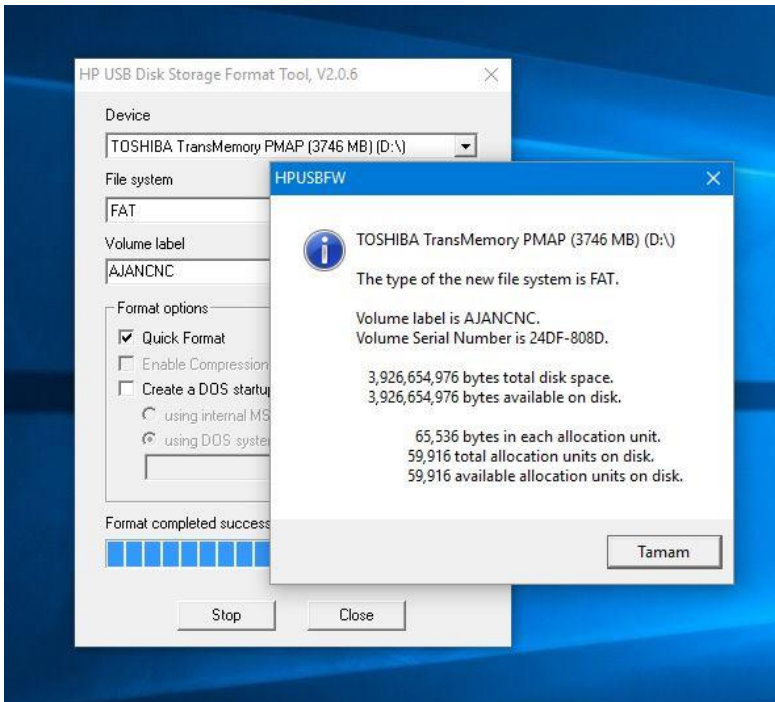 HP USB Disk Storage Format Tool, V2.0.6
Device
TOSHIBA TransMemory PMAP (3746 MB) (D:\)
File system
FAT
Volume label
AJANCNC
Format options
Quick Format
Enable Compression
Create a DOS
using internal
using DOS
Format completed
Stop
Close
HPUSBFW
TOSHIBA TransMemory PMAP (3746 MB) (D:\)
The type of the new file system is FAT.
Volume label is AJANCNC.
Volume Serial Number is 24DF-808D.
3,926,654,976 bytes total disk space.
3,926,654,976 bytes available on disk.
65,536 bytes in each allocation unit.
59,916 total allocation units on disk.
59,916 available allocation units on disk.
Tamam